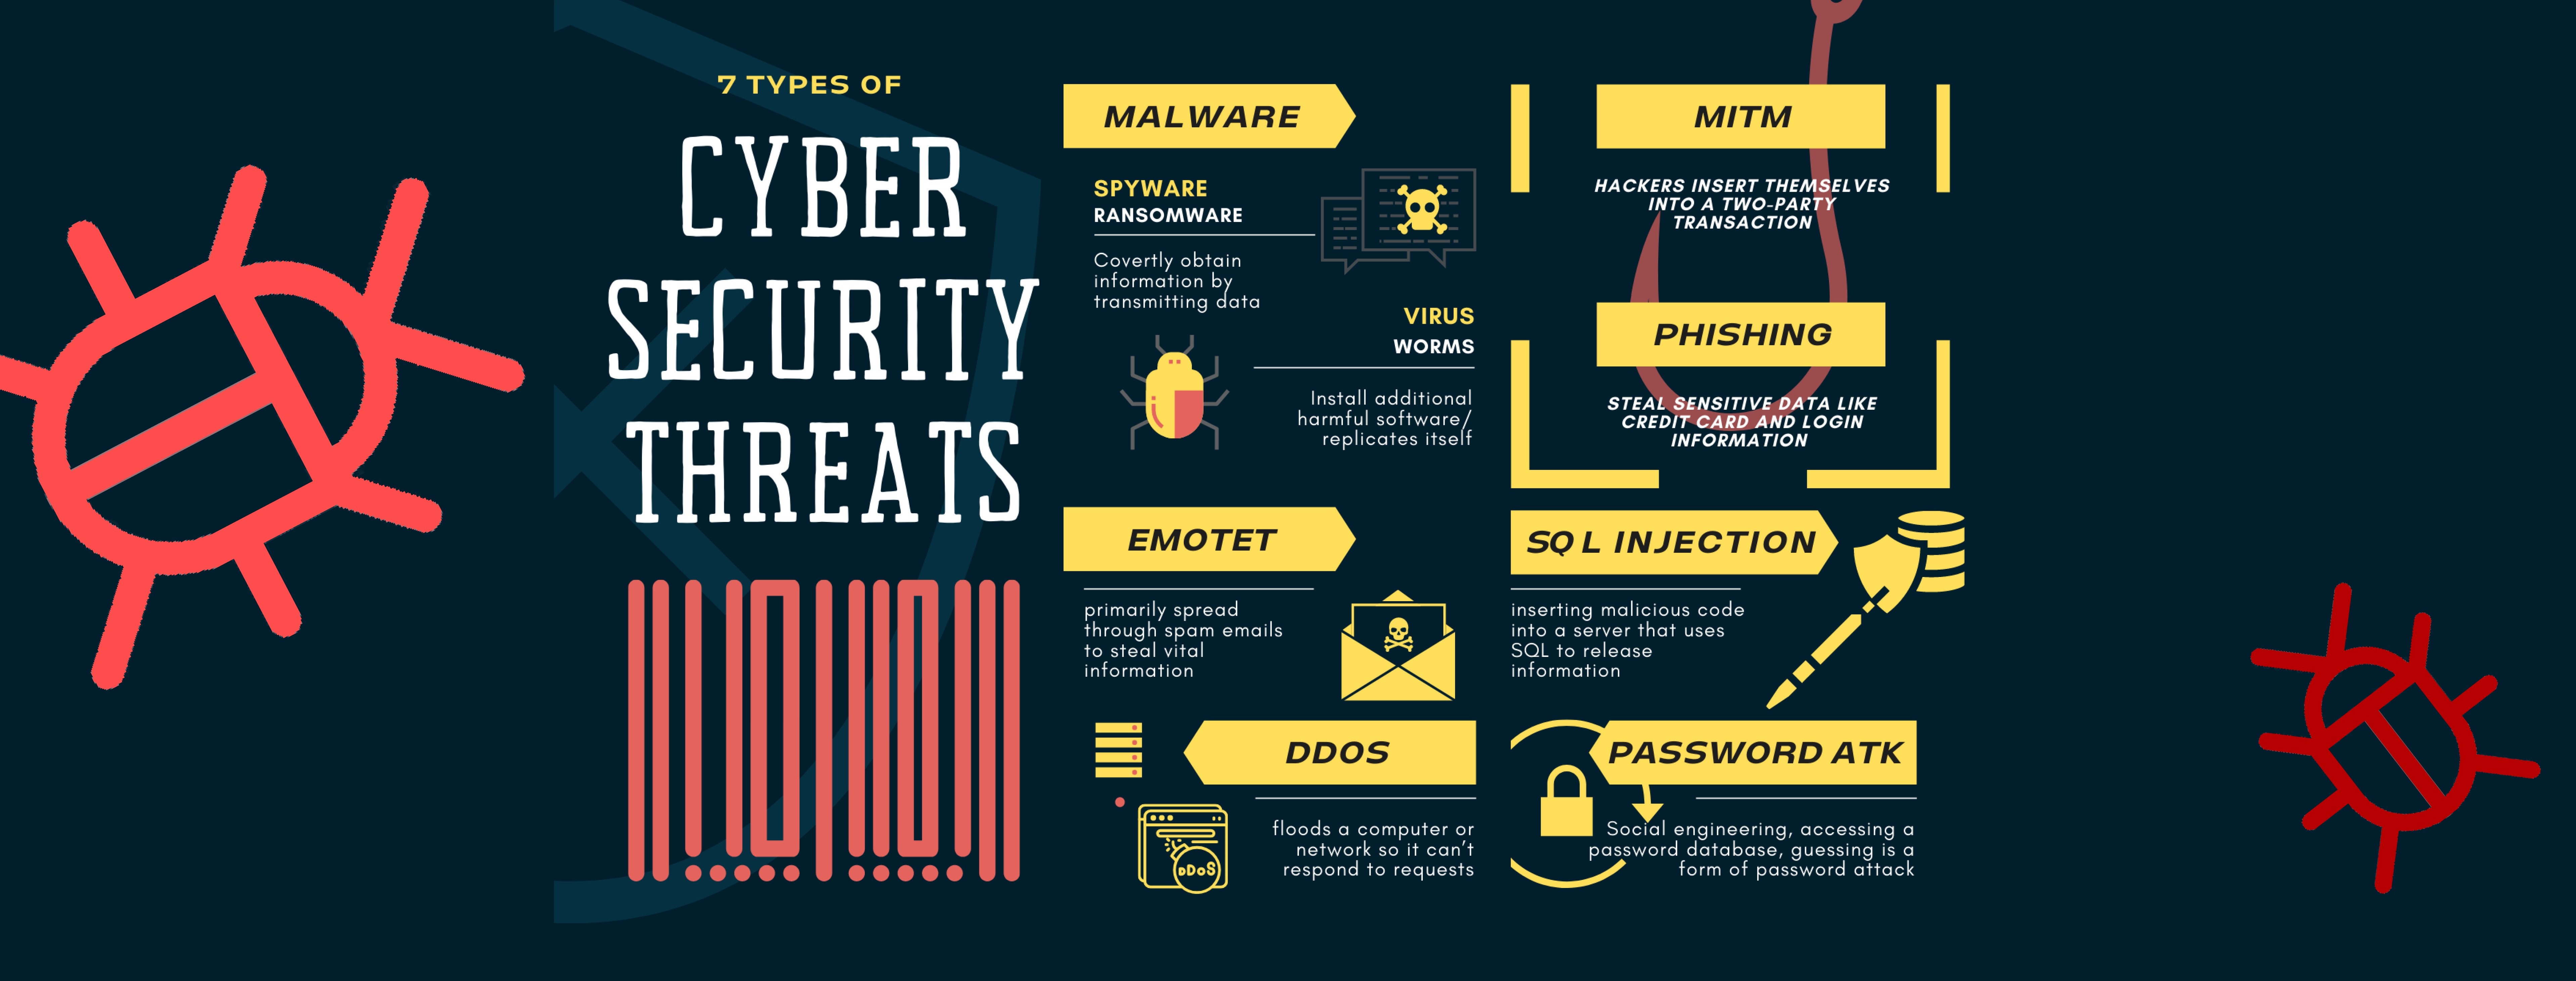 7 TYPES OF
CYBER
SECURITY
THREATS
MALWARE
SPYWARE
RANSOMWARE
Covertly obtain
information by
transmitting data
VIRUS
WORMS
Install additional
harmful software/
replicates itself
EMOTET
primarily spread
through spam emails
to steal vital
information
DDOS
DDoS
floods a computer or
network so it can't
respond to requests
MITM
HACKERS INSERT THEMSELVES
INTO A TWO-PARTY
TRANSACTION
PHISHING
STEAL SENSITIVE DATA LIKE
CREDIT CARD AND LOGIN
INFORMATION
SQL INJECTION
inserting malicious code
into a server that uses
SQL to release
information
PASSWORD ATK
Social engineering, accessing a
password database, guessing is a
form of password attack